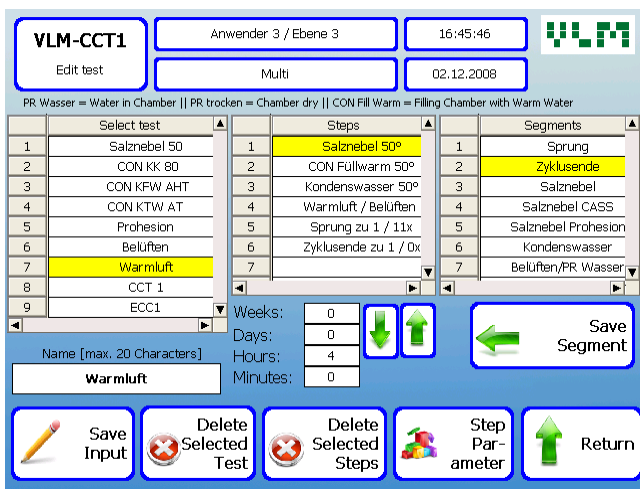 VLM-CCT1
Edit test
Anwender 3 / Ebene 3
16:45:46
VLM
Multi
02.12.2008
PR Wasser = Water in Chamber || PR trocken = Chamber dry || CON Fill Warm = Filling Chamber with Warm Water
Select test
1 Salznebel 50
2 CON KK 80
3 CON KFW AHT
4 CON KTW AT
5 Prohesion
6 Belüften
7 Warmluft
8 CCT 1
9 ECC1
Steps
1 Salznebel 50º
2 CON Füllwarm 50º
3 Kondenswasser 50º
4 Warmluft / Belüften
5 Sprung zu 1 / 11x
6 Zyklusende zu 1 / 0x
7
Segments
1 Sprung
2 Zyklusende
3 Salznebel
4 Salznebel CASS
5 Salznebel Prohesion
6 Kondenswasser
7 Belüften/PR Wasser
Name [max. 20 Characters]
Warmluft
Weeks: 0
Days: 0
Hours: 4
Minutes: 0
Save
Segment
Save
Input
Delete
Selected
Test
Delete
Selected
Steps
Step
Par-
ameter
Return